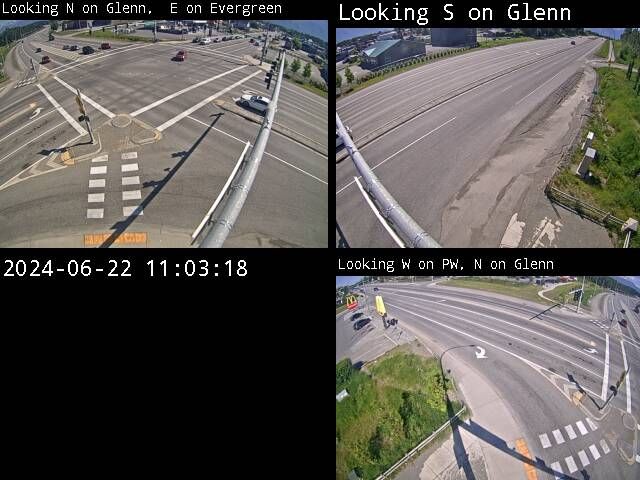 Looking N on Glenn,  E on Evergreen
Looking S on Glenn
2024-06-22 11:03:18
Looking W on PW, N on Glenn